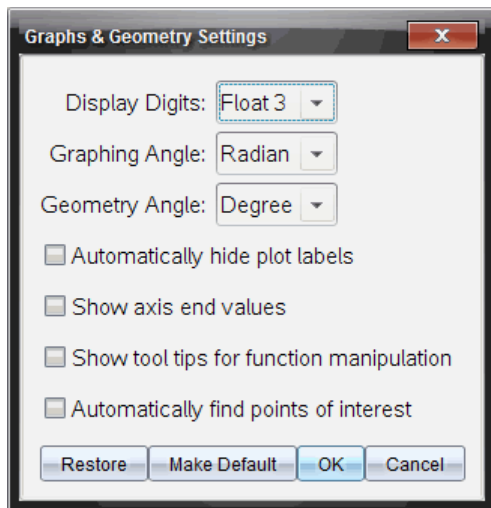 Graphs & Geometry Settings
Display Digits: Float 3
Graphing Angle: Radian
Geometry Angle: Degree
Automatically hide plot labels
Show axis end values
Show tool tips for function manipulation
Automatically find points of interest
Restore Make Default OK Cancel